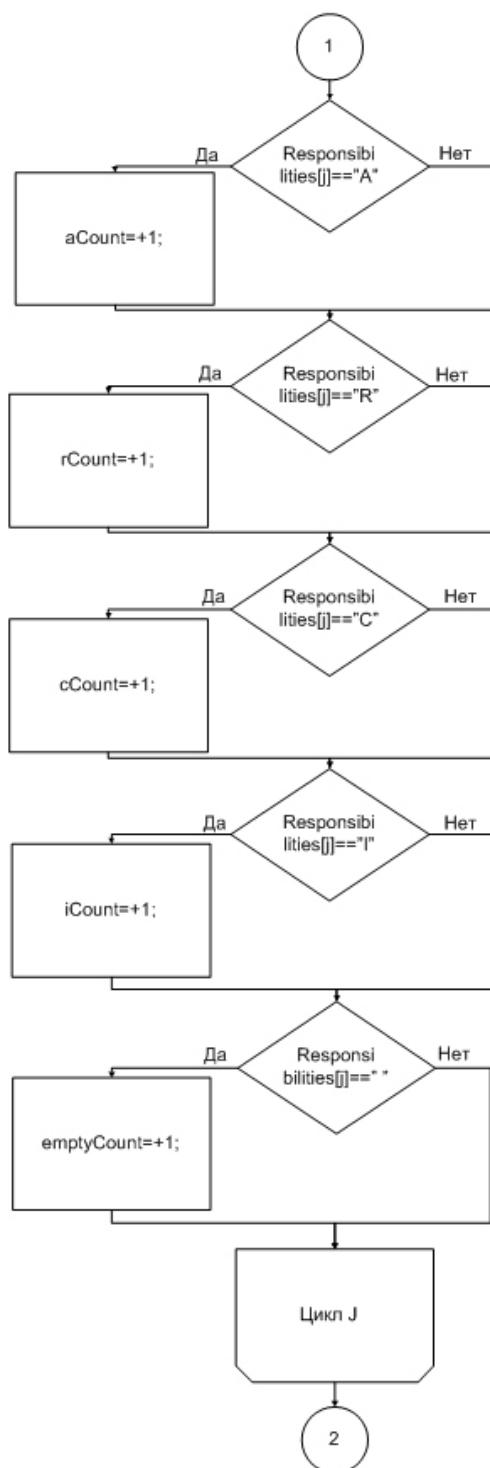 1
Да
Responsibi
lities[j]=="A"
Нет
aCount=+1;
Да
Responsibi
lities[j]=="R"
Нет
rCount=+1;
Да
Responsibi
lities[j]=="C"
Нет
cCount=+1;
Да
Responsibi
lities[j]=="I"
Нет
iCount=+1;
Да
Responsi
bilities[j]==" "
Нет
emptyCount=+1;
Цикл J
2